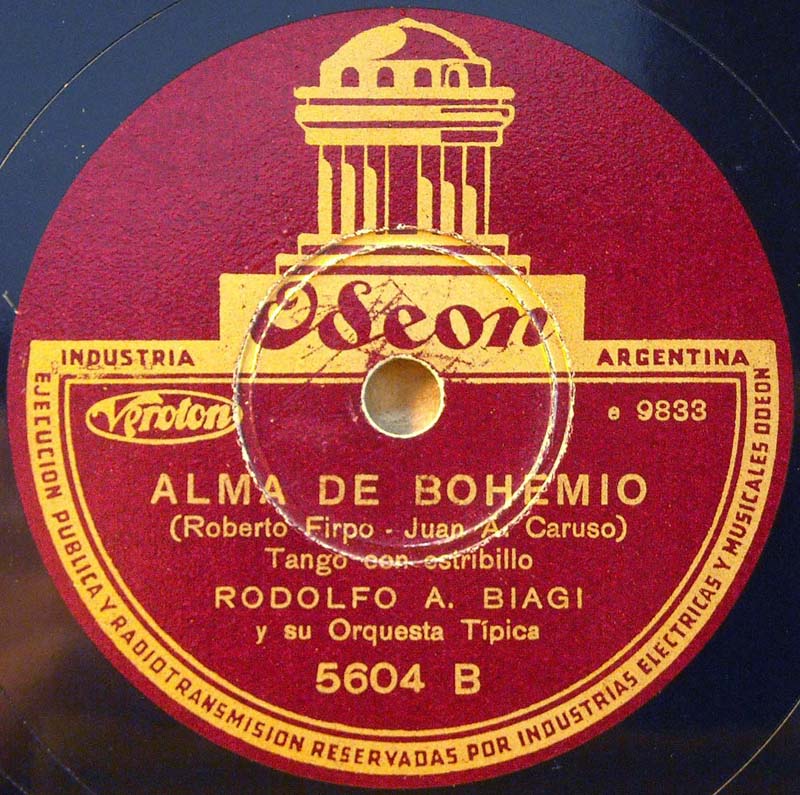 Odeon
INDUSTRIA ARGENTINA
Veroton
e 9833
ALMA DE BOHEMIO
(Roberto Firpo - Juan A. Caruso)
Tango con estribillo
RODOLFO A. BIAGI
y su Orquesta Típica
5604 B
EJECUCION PUBLICA Y RADIOTRANSMISION RESERVADAS POR INDUSTRIAS ELECTRICAS Y MUSICALES ODEON